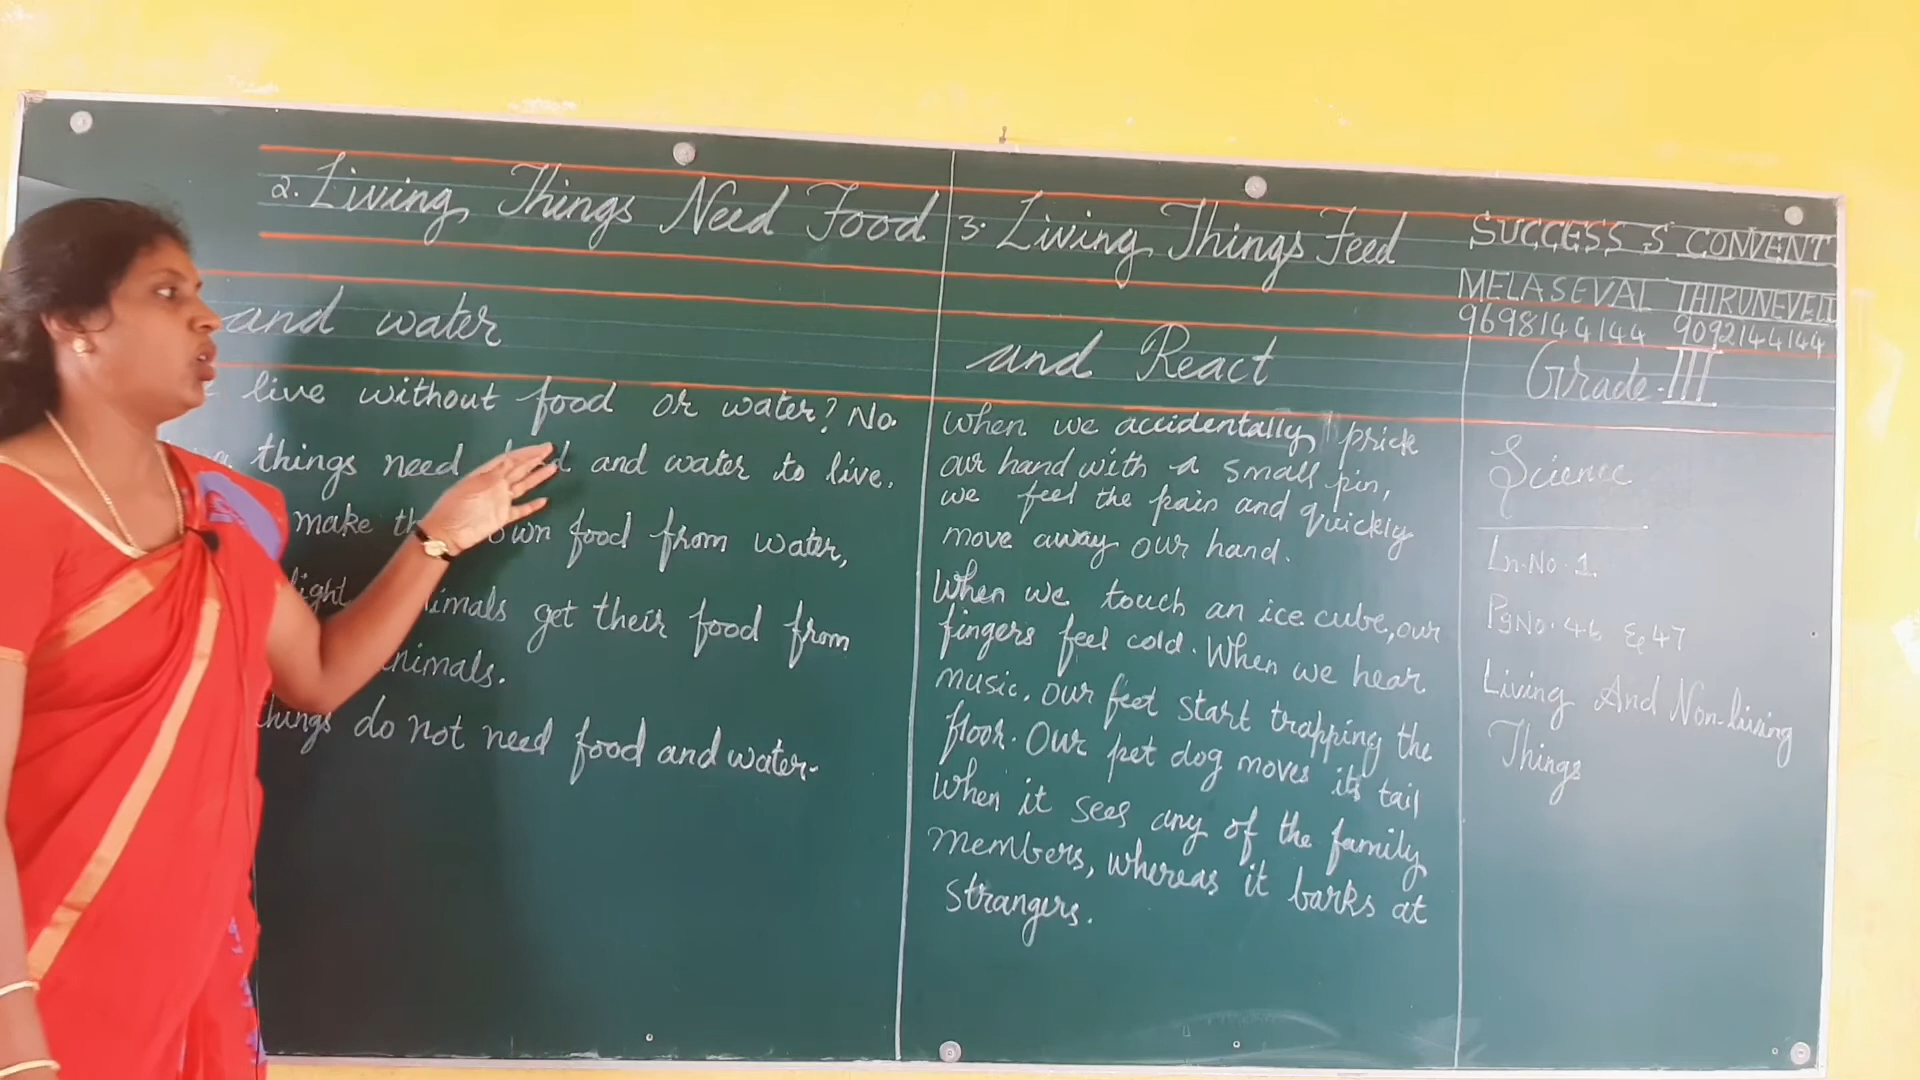 2. Living Things Need Food
and water
live without food or water? No.
things need food and water to live.
make own food from water,
light get their food from
animals.
things do not need food and water.
3. Living Things Feed
and React
When we accidentally prick
our hand with a small pin,
we feel the pain and quickly
move away our hand.
When we touch an ice cube, our
fingers feel cold. When we hear
music, our feet start trapping the
floor. Our pet dog moves its tail
When it sees any of the family
members, whereas it barks at
strangers.
SUCCESS S CONVENT
MELASEVAL THIRUNEVELI
9698144144 9092144144
Grade-III
Science
Ln.No.1.
PgNo.46 & 47
Living And Non-living
Things